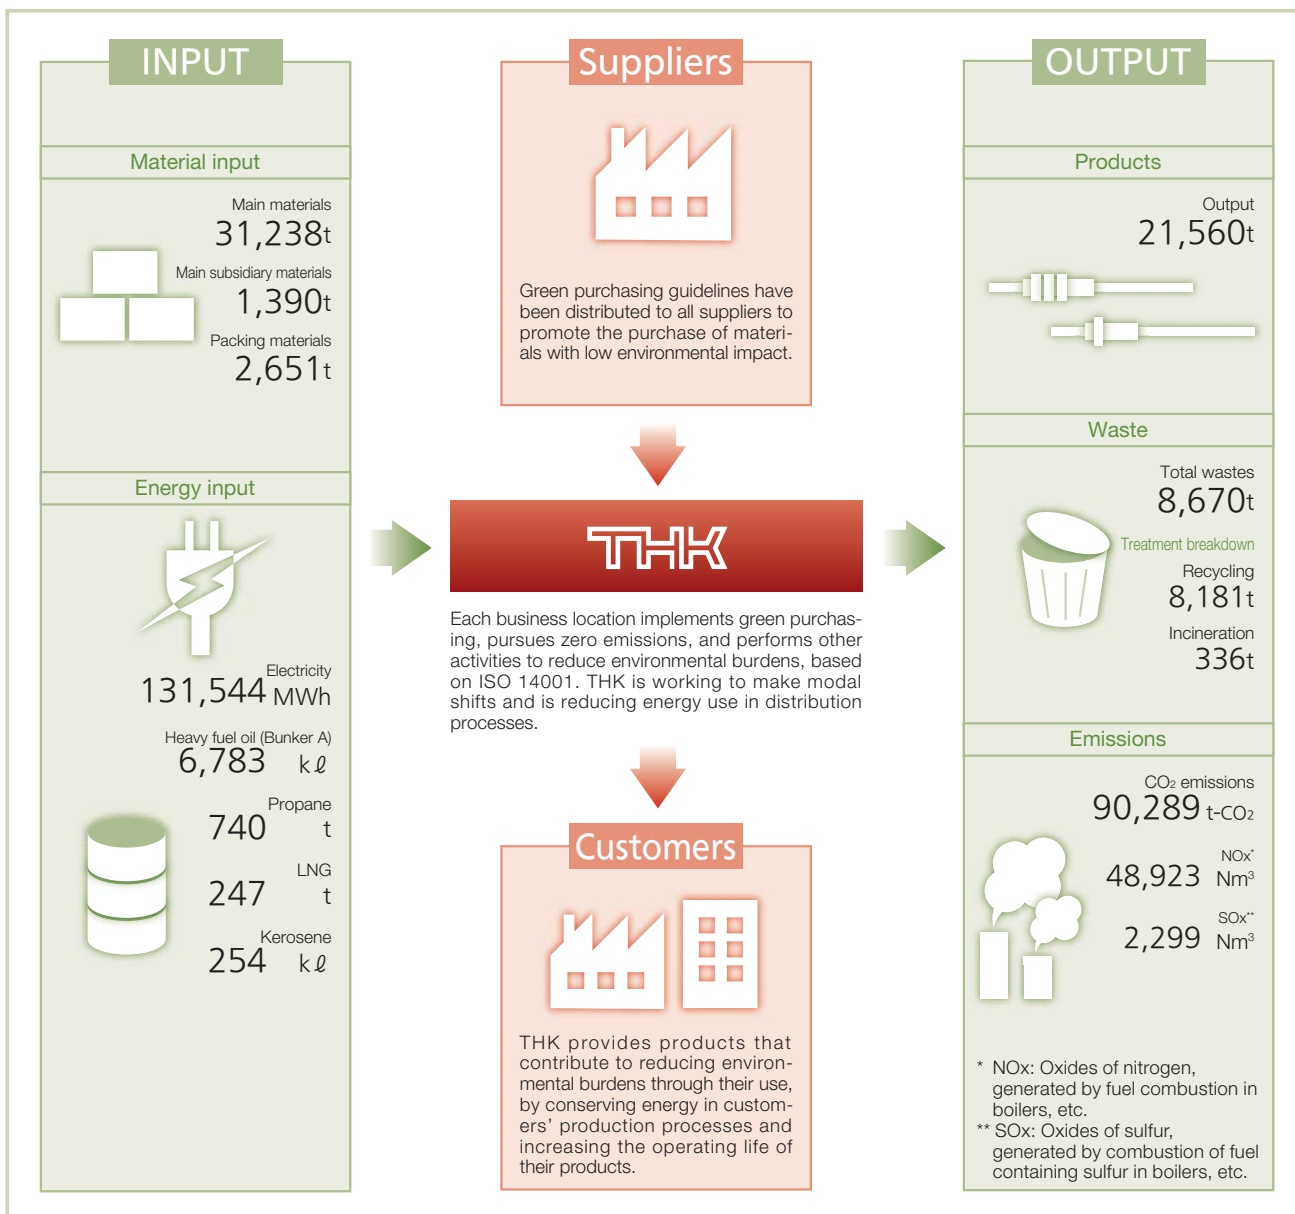 INPUT
Material input
Main materials
31,238t
Main subsidiary materials
1,390t
Packing materials
2,651t
Energy input
Electricity
131,544 MWh
Heavy fuel oil (Bunker A)
6,783 kℓ
Propane
740 t
LNG
247 t
Kerosene
254 kℓ
Suppliers
Green purchasing guidelines have
been distributed to all suppliers to
promote the purchase of materi-
als with low environmental impact.
THK
Each business location implements green purchas-
ing, pursues zero emissions, and performs other
activities to reduce environmental burdens, based
on ISO 14001. THK is working to make modal
shifts and is reducing energy use in distribution
processes.
Customers
THK provides products that
contribute to reducing environ-
mental burdens through their use,
by conserving energy in custom-
ers' production processes and
increasing the operating life of
their products.
OUTPUT
Products
Output
21,560t
Waste
Total wastes
8,670t
Treatment breakdown
Recycling
8,181t
Incineration
336t
Emissions
CO₂ emissions
90,289 t-CO₂
NOx*
48,923 Nm³
SOx**
2,299 Nm³
* NOx: Oxides of nitrogen,
generated by fuel combustion in
boilers, etc.
** SOx: Oxides of sulfur,
generated by combustion of fuel
containing sulfur in boilers, etc.